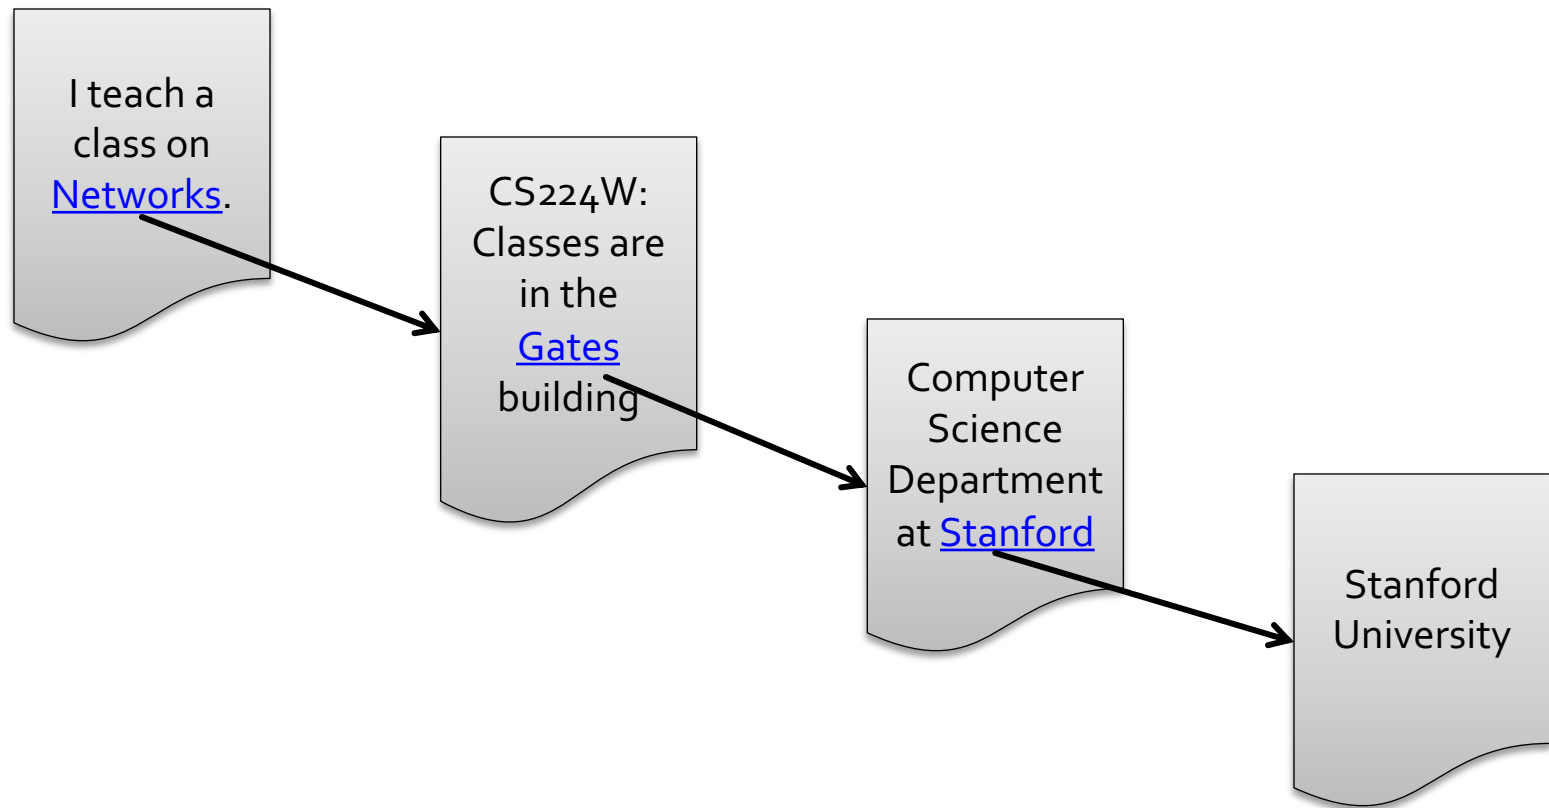 I teach a
class on
Networks.
CS224W:
Classes are
in the
Gates
building
Computer
Science
Department
at Stanford
Stanford
University